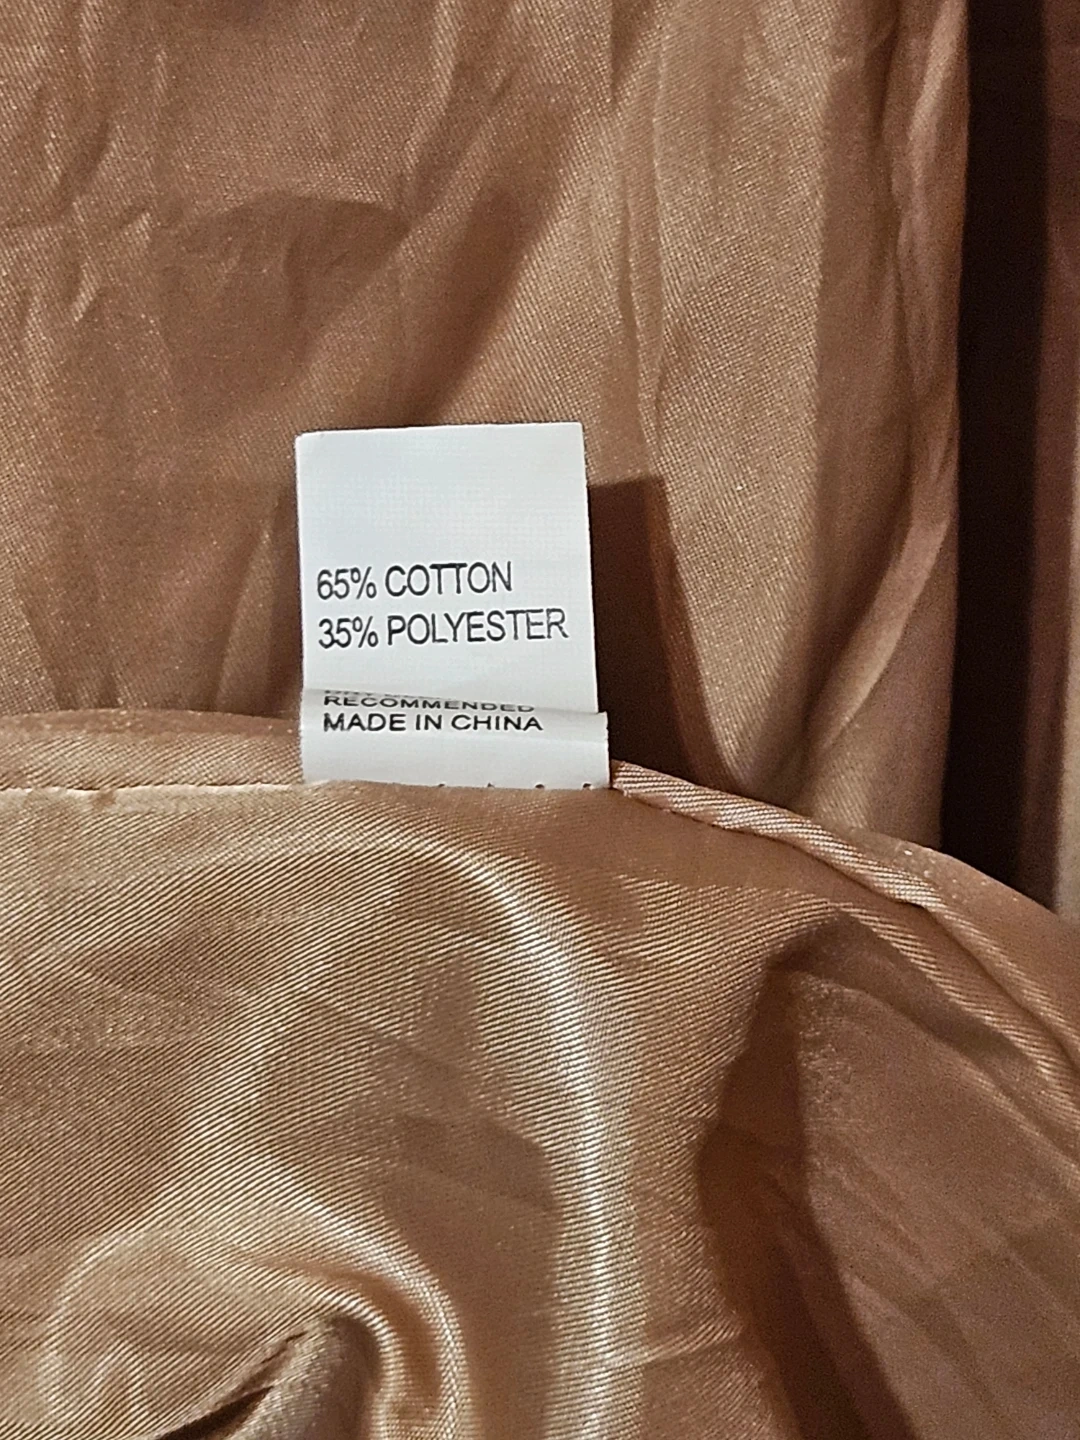 65% COTTON
35% POLYESTER
RECOMMENDED
MADE IN CHINA